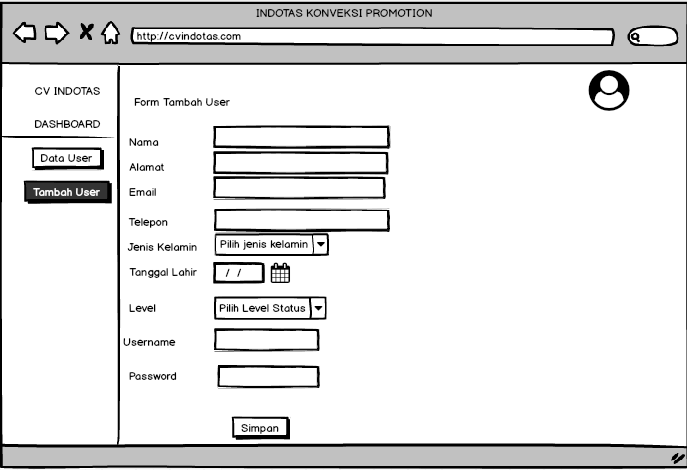 INDOTAS KONVEKSI PROMOTION
http://cvindotas.com
CV INDOTAS
DASHBOARD
Data User
Tambah User
Form Tambah User
Nama
Alamat
Email
Telepon
Jenis Kelamin Pilih jenis kelamin
Tanggal Lahir / /
Level Pilih Level Status
Username
Password
Simpan